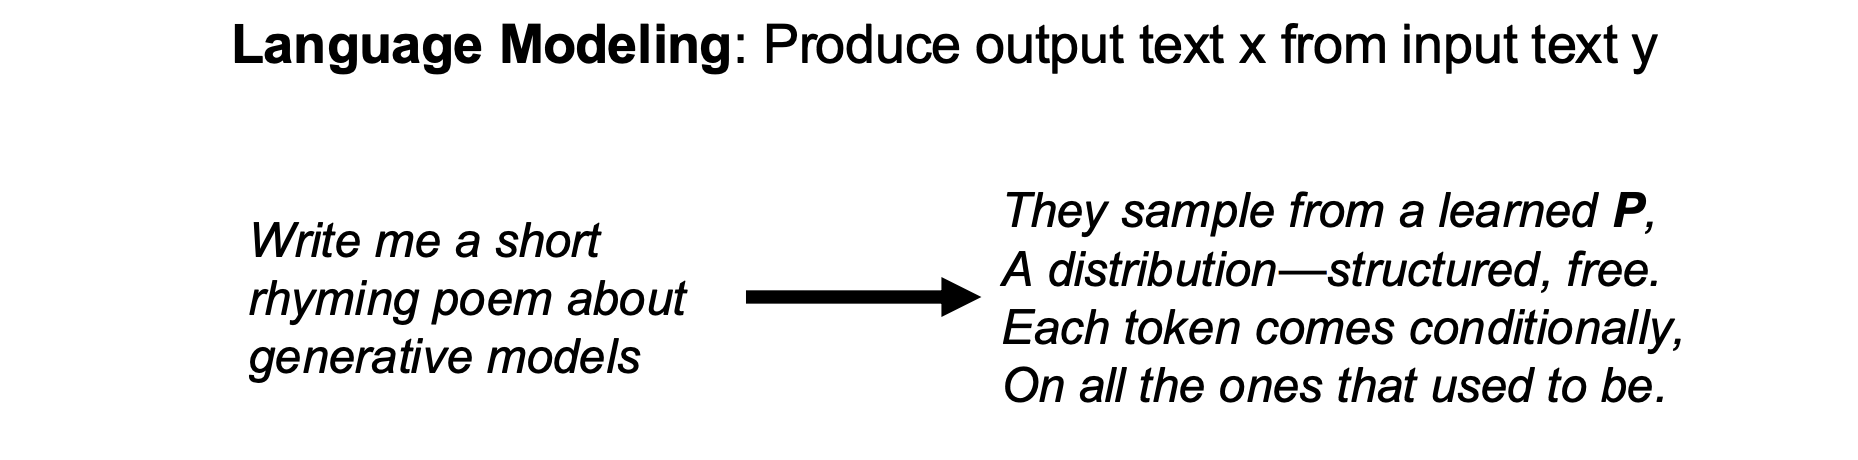 Language Modeling: Produce output text x from input text y
Write me a short
rhyming poem about
generative models
They sample from a learned P,
A distribution—structured, free.
Each token comes conditionally,
On all the ones that used to be.